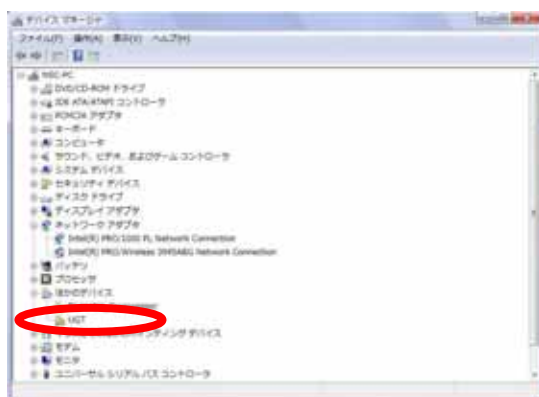 デバイス マネージャ
ファイル(F) 操作(A) 表示(V) ヘルプ(H)
DVD/CD-ROM ドライブ
IDE ATA/ATAPI コントローラ
PCMCIA アダプタ
キーボード
コンピュータ
サウンド、ビデオ、およびゲーム コントローラ
システム デバイス
セキュリティ デバイス
ディスク ドライブ
ディスプレイ アダプタ
ネットワーク アダプタ
Intel(R) PRO/1000 PL Network Connection
Intel(R) PRO/Wireless 3945ABG Network Connection
バッテリ
プロセッサ
ほかのデバイス
UGT
モデム
モニタ
ユニバーサル シリアル バス コントローラ